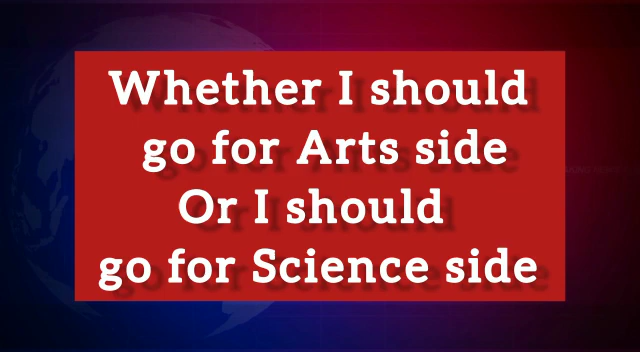 Whether I should
go for Arts side
Or I should
go for Science side